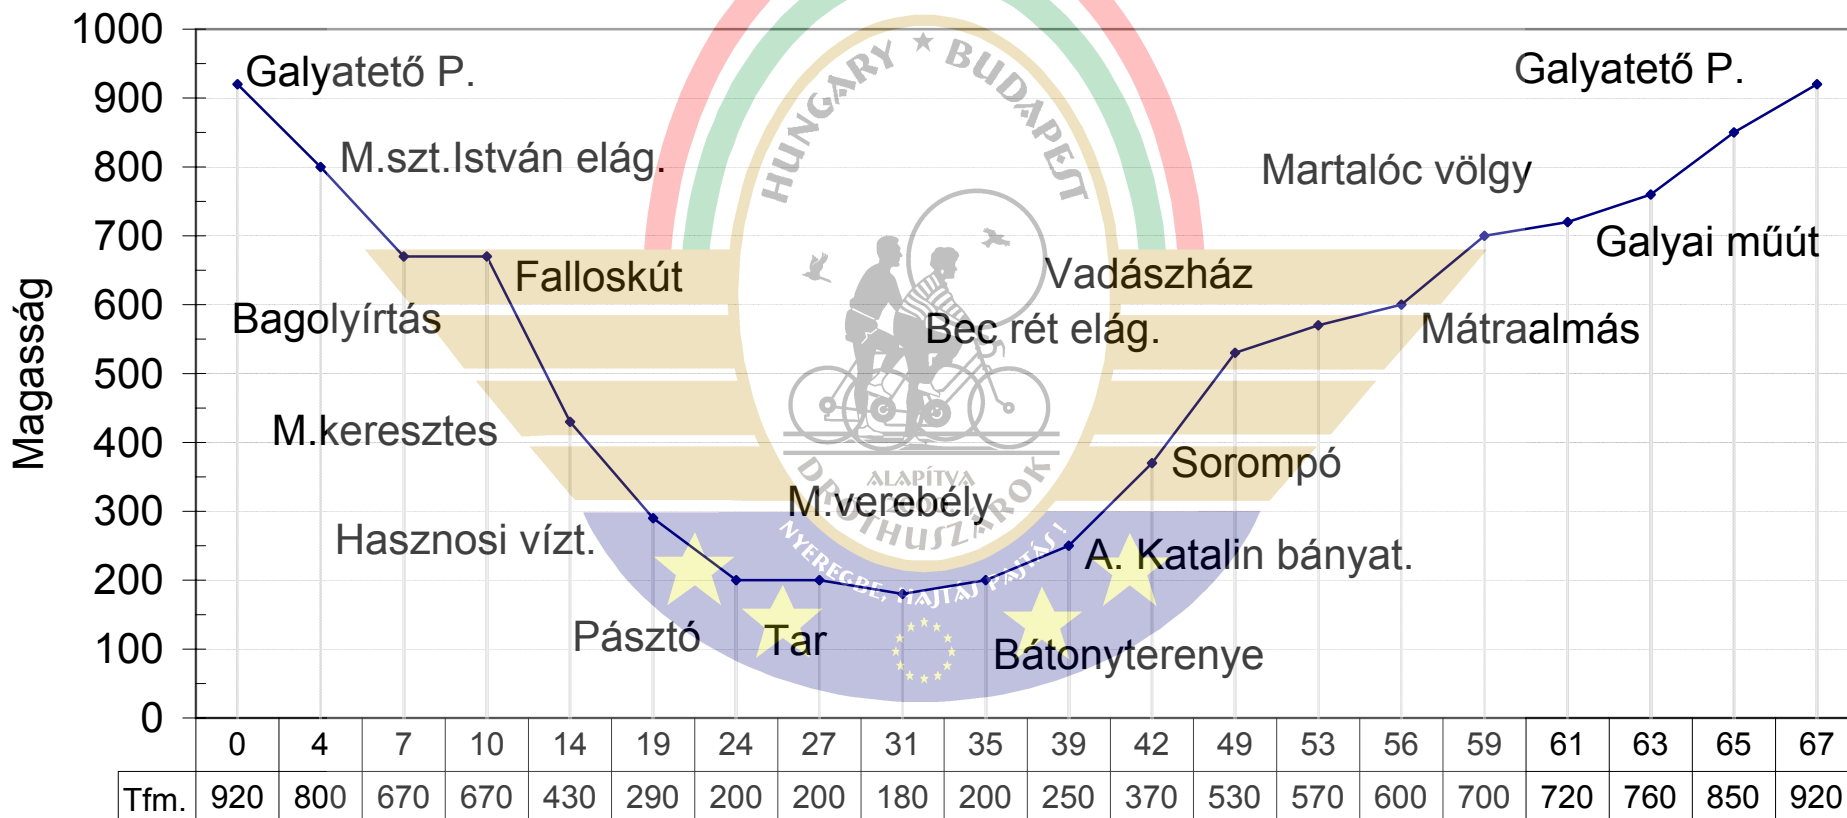 1000
900
800
700
600
500
400
300
200
100
0
Magasság
Galyatető P.
M.szt.István elág.
Bagolyírtás
Falloskút
M.keresztes
Hasznosi vízt.
Pásztó
Tar
M.verebély
Bátonyterenye
A. Katalin bányat.
Sorompó
Bec rét elág.
Vadászház
Mátraalmás
Martalóc völgy
Galyai műút
Galyatető P.
HUNGARY ★ BUDAPEST
ALAPÍTVA
DRÓTHUSZÁROK
NYEREGBE, HAJTÁS PAJTÁS!
0 4 7 10 14 19 24 27 31 35 39 42 49 53 56 59 61 63 65 67
Tfm. 920 800 670 670 430 290 200 200 180 200 250 370 530 570 600 700 720 760 850 920